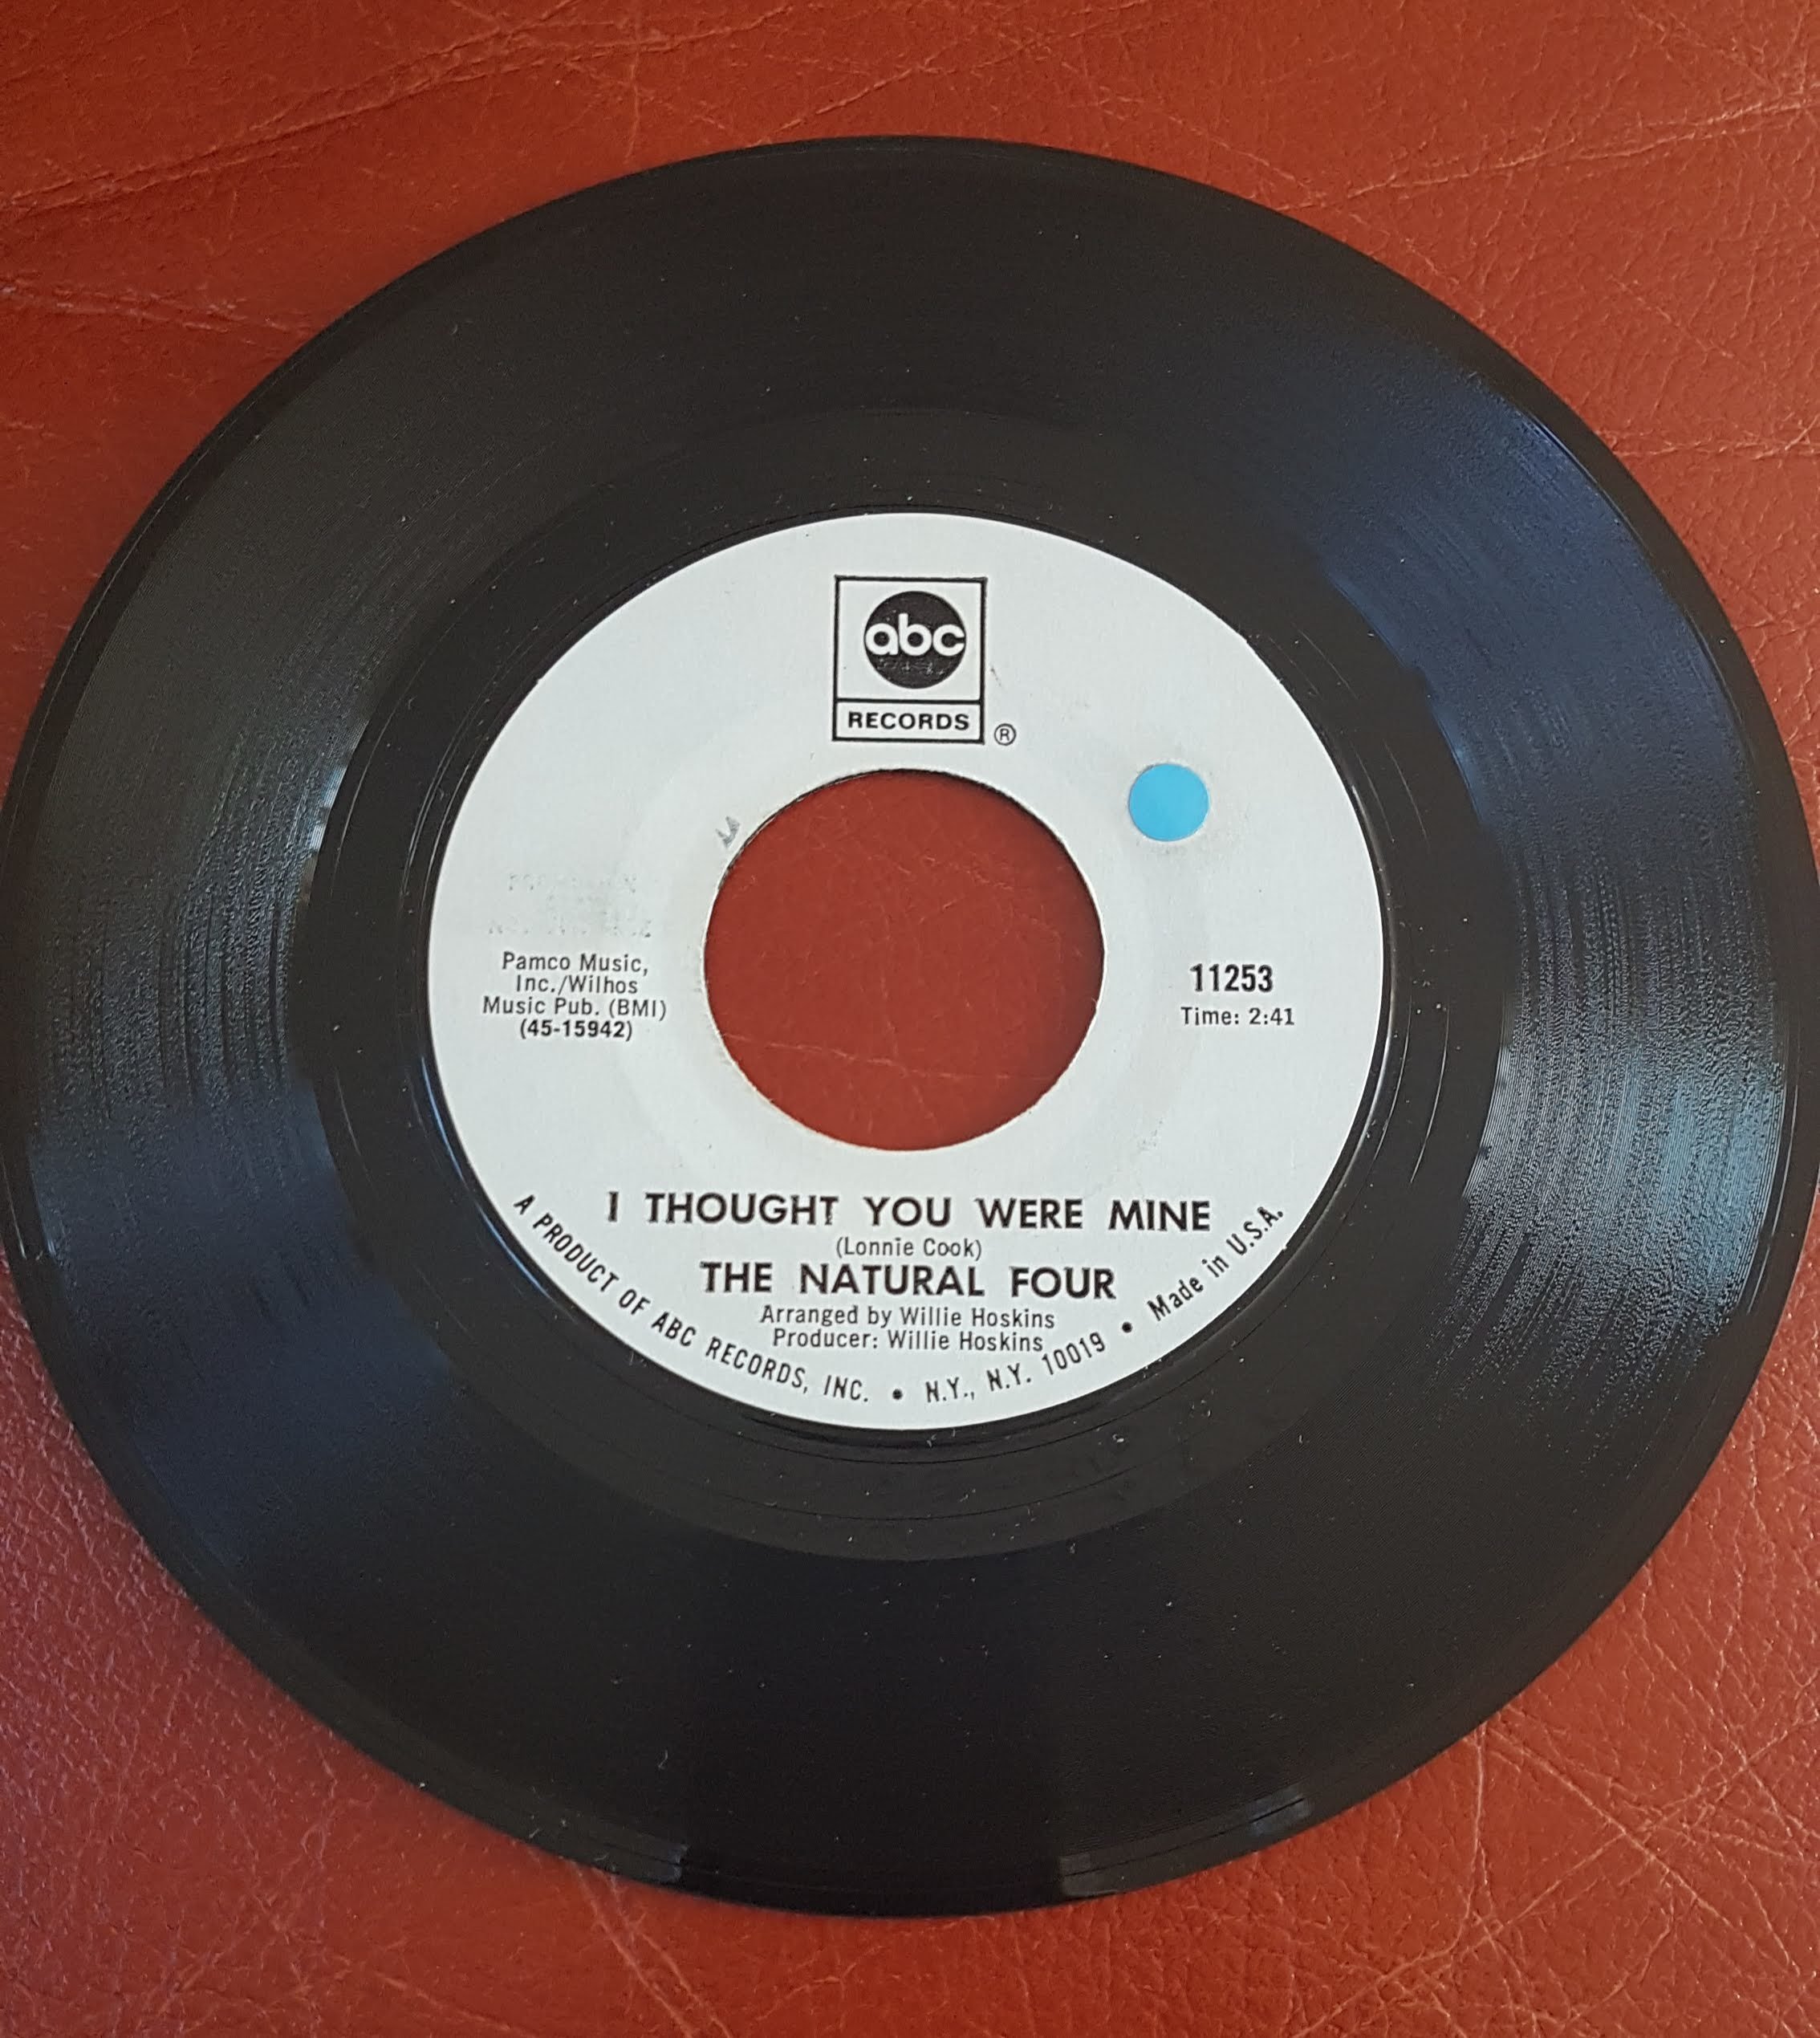 abc
RECORDS ®
Pamco Music,
Inc./Wilhos
Music Pub. (BMI)
(45-15942)
11253
Time: 2:41
I THOUGHT YOU WERE MINE
(Lonnie Cook)
THE NATURAL FOUR
Arranged by Willie Hoskins
Producer: Willie Hoskins
A PRODUCT OF ABC RECORDS, INC. • N.Y., N.Y. 10019 • Made in U.S.A.